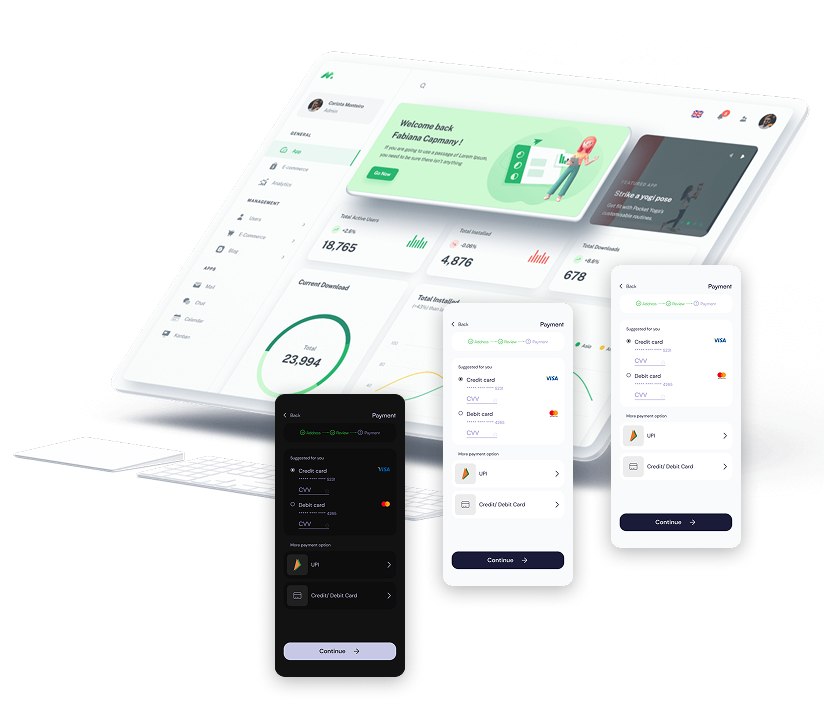 Carlota Monteiro
Admin
GENERAL
App
E-commerce
Analytics
MANAGEMENT
Users
E-Commerce
Blog
APPS
Mail
Chat
Calendar
Kanban
Welcome back
Fabiana Capmany !
If you are going to use a passage of Lorem Ipsum,
you need to be sure there isn't anything
Go Now
FEATURED APP
Strike a yogi pose
Get fit with Pocket Yoga's
customisable routines.
Total Active Users
+2.6%
18,765
Total Installed
-0.06%
4,876
Total Downloads
+8.6%
678
Current Download
Total
23,994
Total Installed
(+43%) than
Asia
60
40
Back
Payment
Address
Review
Payment
Suggested for you
Credit card
VISA
CVV
Debit card
4265
CVV
More payment option
UPI
Credit/ Debit Card
Continue
Back
Payment
Address
Review
Payment
Suggested for you
Credit card
VISA
CVV
Debit card
4265
CVV
More payment option
UPI
Credit/ Debit Card
Continue
Back
Payment
Address
Review
Payment
Suggested for you
Credit card
VISA
CVV
Debit card
4265
CVV
More payment option
UPI
Credit/ Debit Card
Continue